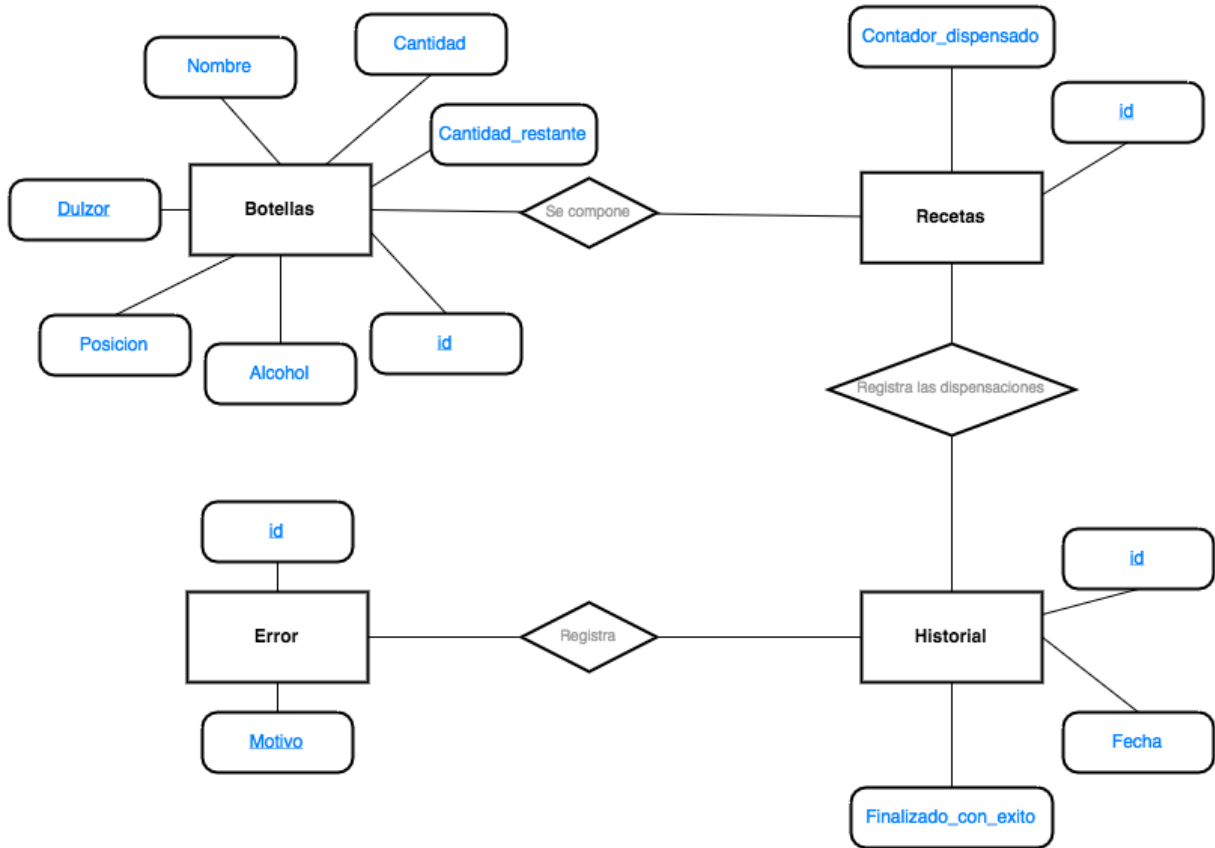 Contador_dispensado
Cantidad
Nombre
id
Cantidad_restante
Dulzor
Botellas
Se compone
Recetas
Posicion
Alcohol
id
Registra las dispensaciones
id
id
Error
Registra
Historial
Motivo
Fecha
Finalizado_con_exito